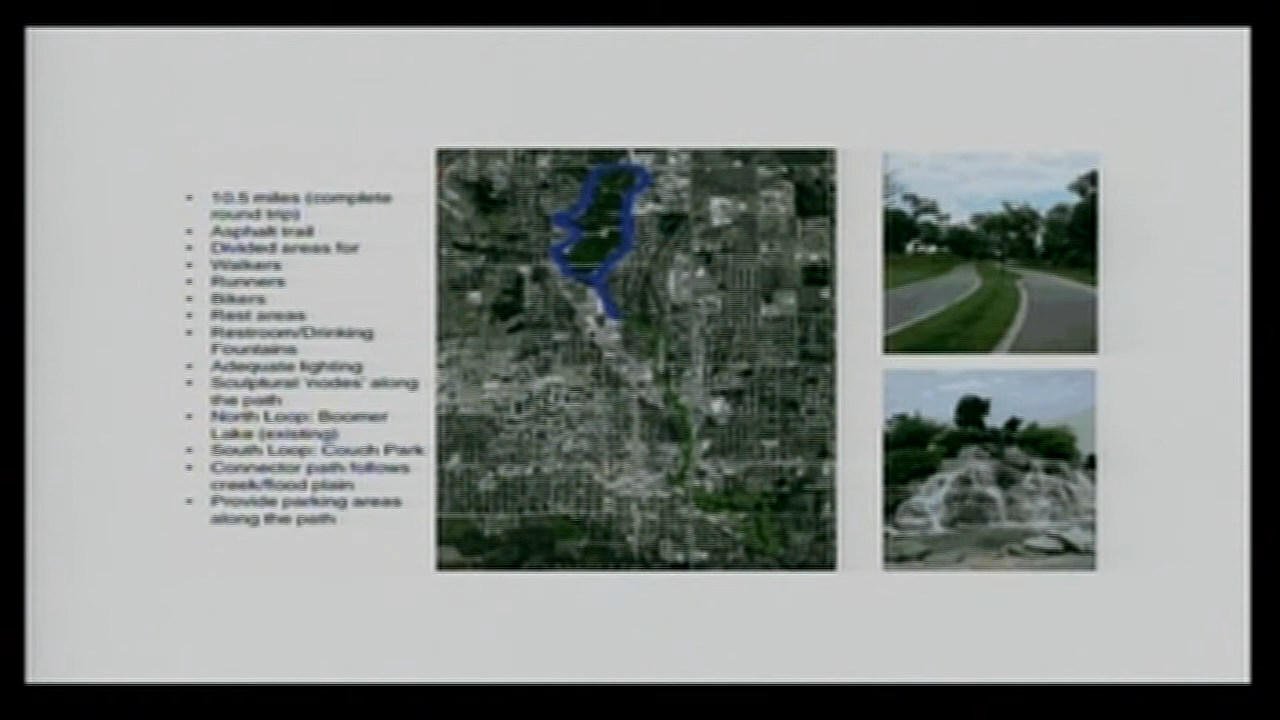 • 10.5 miles (complete
round trip)
• Asphalt trail
• Divided areas for
• Walkers
• Runners
• Bikers
• Rest areas
• Restroom/Drinking
Fountains
• Adequate lighting
• Sculptural 'nodes' along
the path
• North Loop: Boomer
Lake (existing)
• South Loop: Couch Park
• Connector path follows
creek/flood plain
• Provide parking areas
along the path